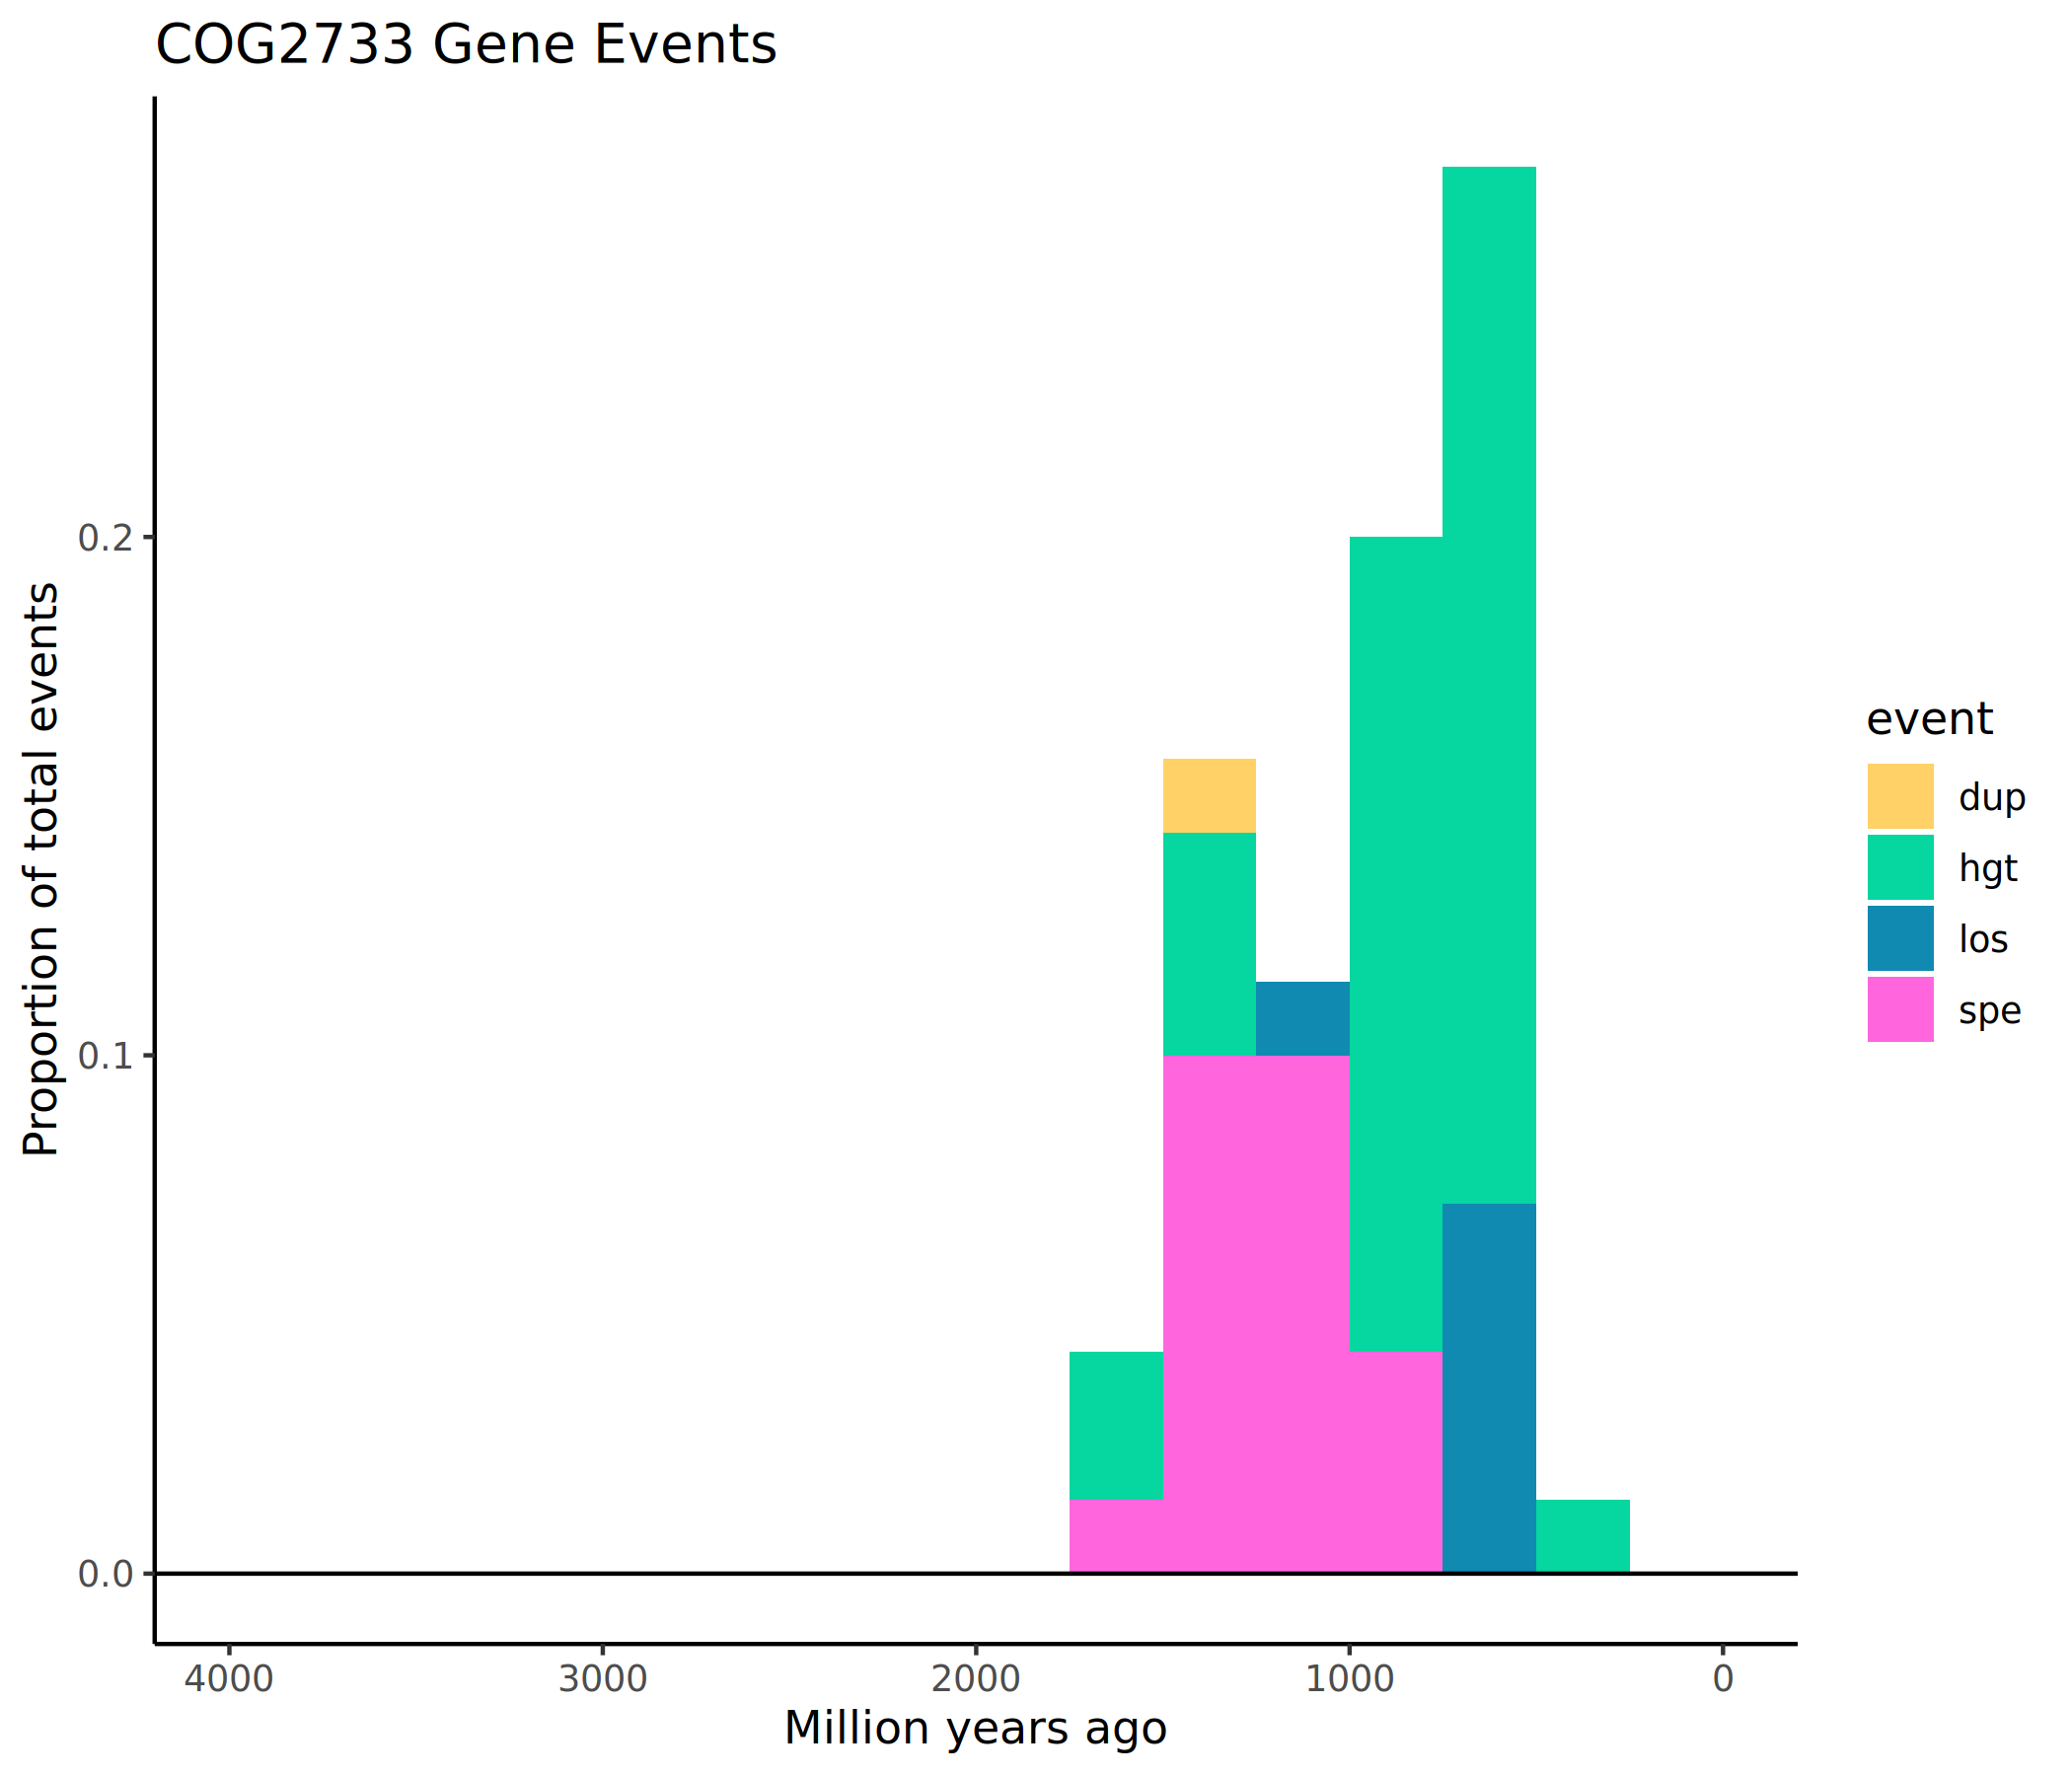 COG2733 Gene Events
Proportion of total events
0.2
0.1
0.0
4000 3000 2000 1000 0
Million years ago
event
dup
hgt
los
spe